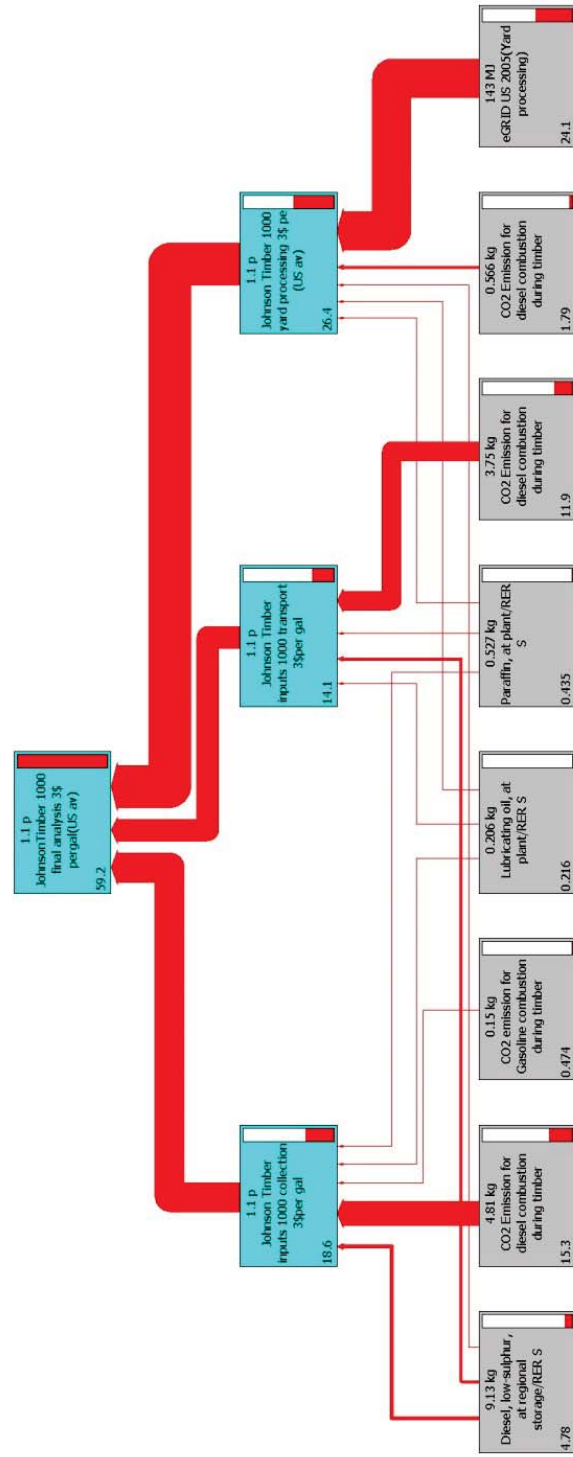 1.1 p
JohnsonTimber 1000
final analysis 3$
pergal(US av)
59.2
1.1 p
Johnson Timber
inputs 1000 collection
3$per gal
18.6
1.1 p
Johnson Timber
inputs 1000 transport
3$per gal
14.1
1.1 p
Johnson Timber 1000
yard processing 3$ pe
(US av)
26.4
9.13 kg
Diesel, low-sulphur,
at regional
storage/RER S
4.78
4.81 kg
CO2 Emission for
diesel combustion
during timber
15.3
0.15 kg
CO2 emission for
Gasoline combustion
during timber
0.474
0.206 kg
Lubricating oil, at
plant/RER S
0.216
0.527 kg
Paraffin, at plant/RER
S
0.435
3.75 kg
CO2 Emission for
diesel combustion
during timber
11.9
0.566 kg
CO2 Emission for
diesel combustion
during timber
1.79
143 MJ
eGRID US 2005(Yard
processing)
24.1